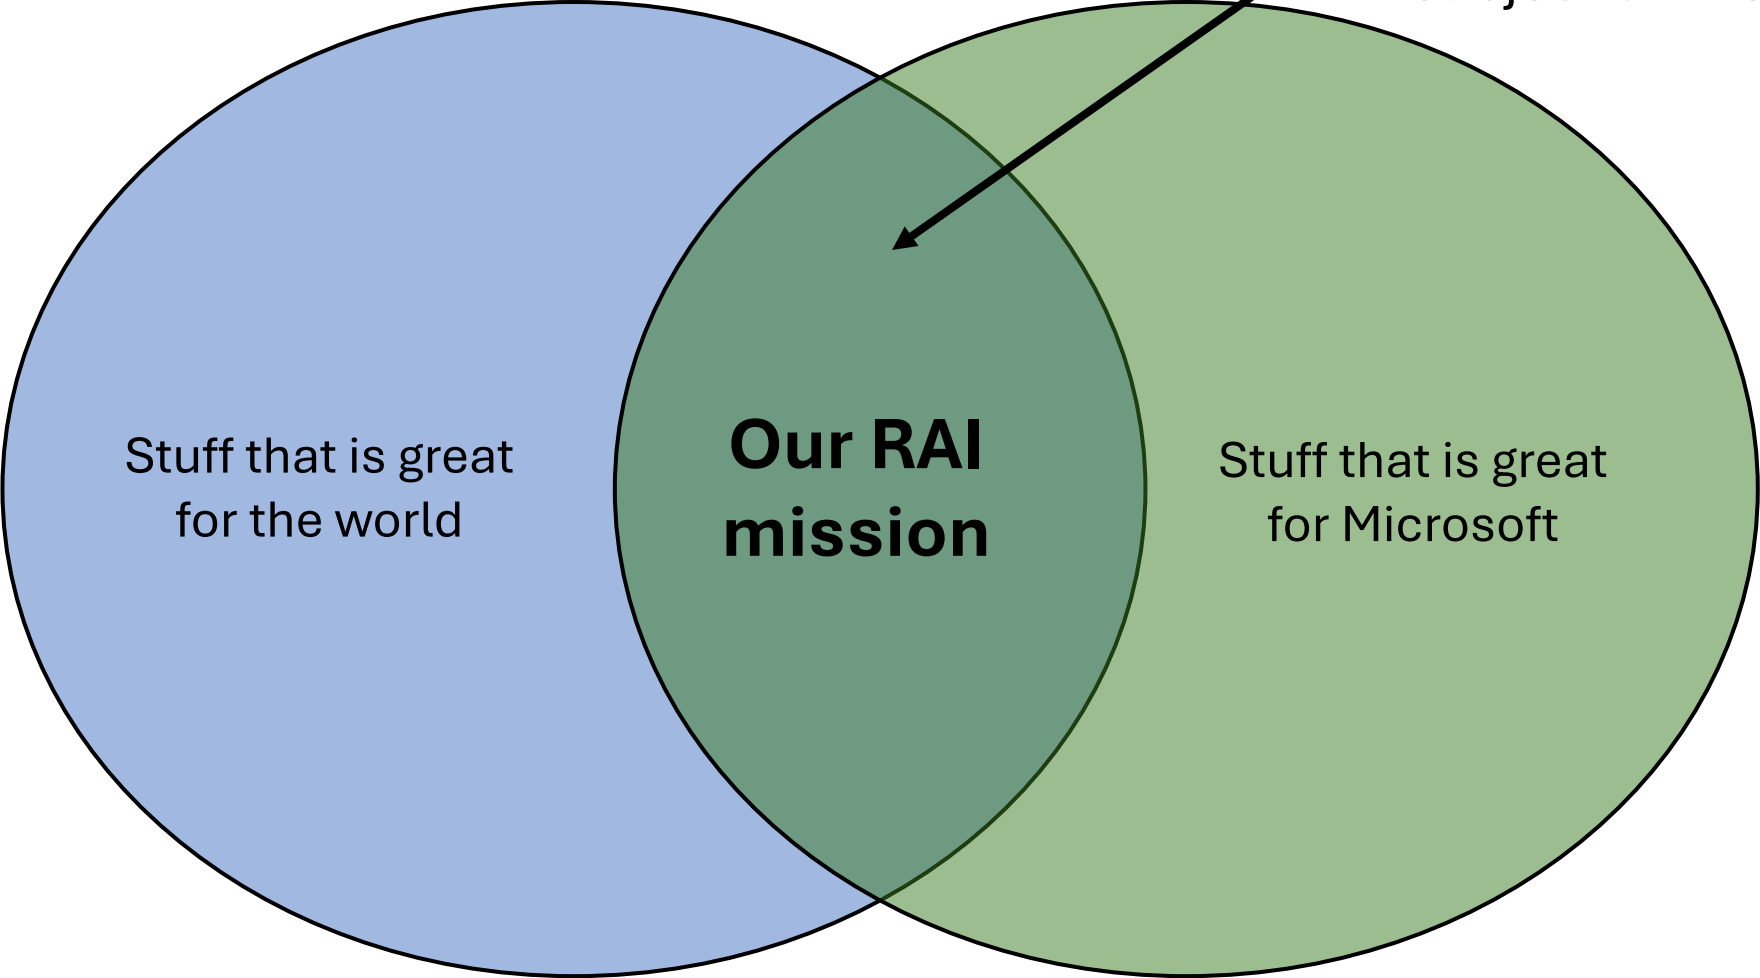 Stuff that is great
for the world
Our RAI
mission
Stuff that is great
for Microsoft